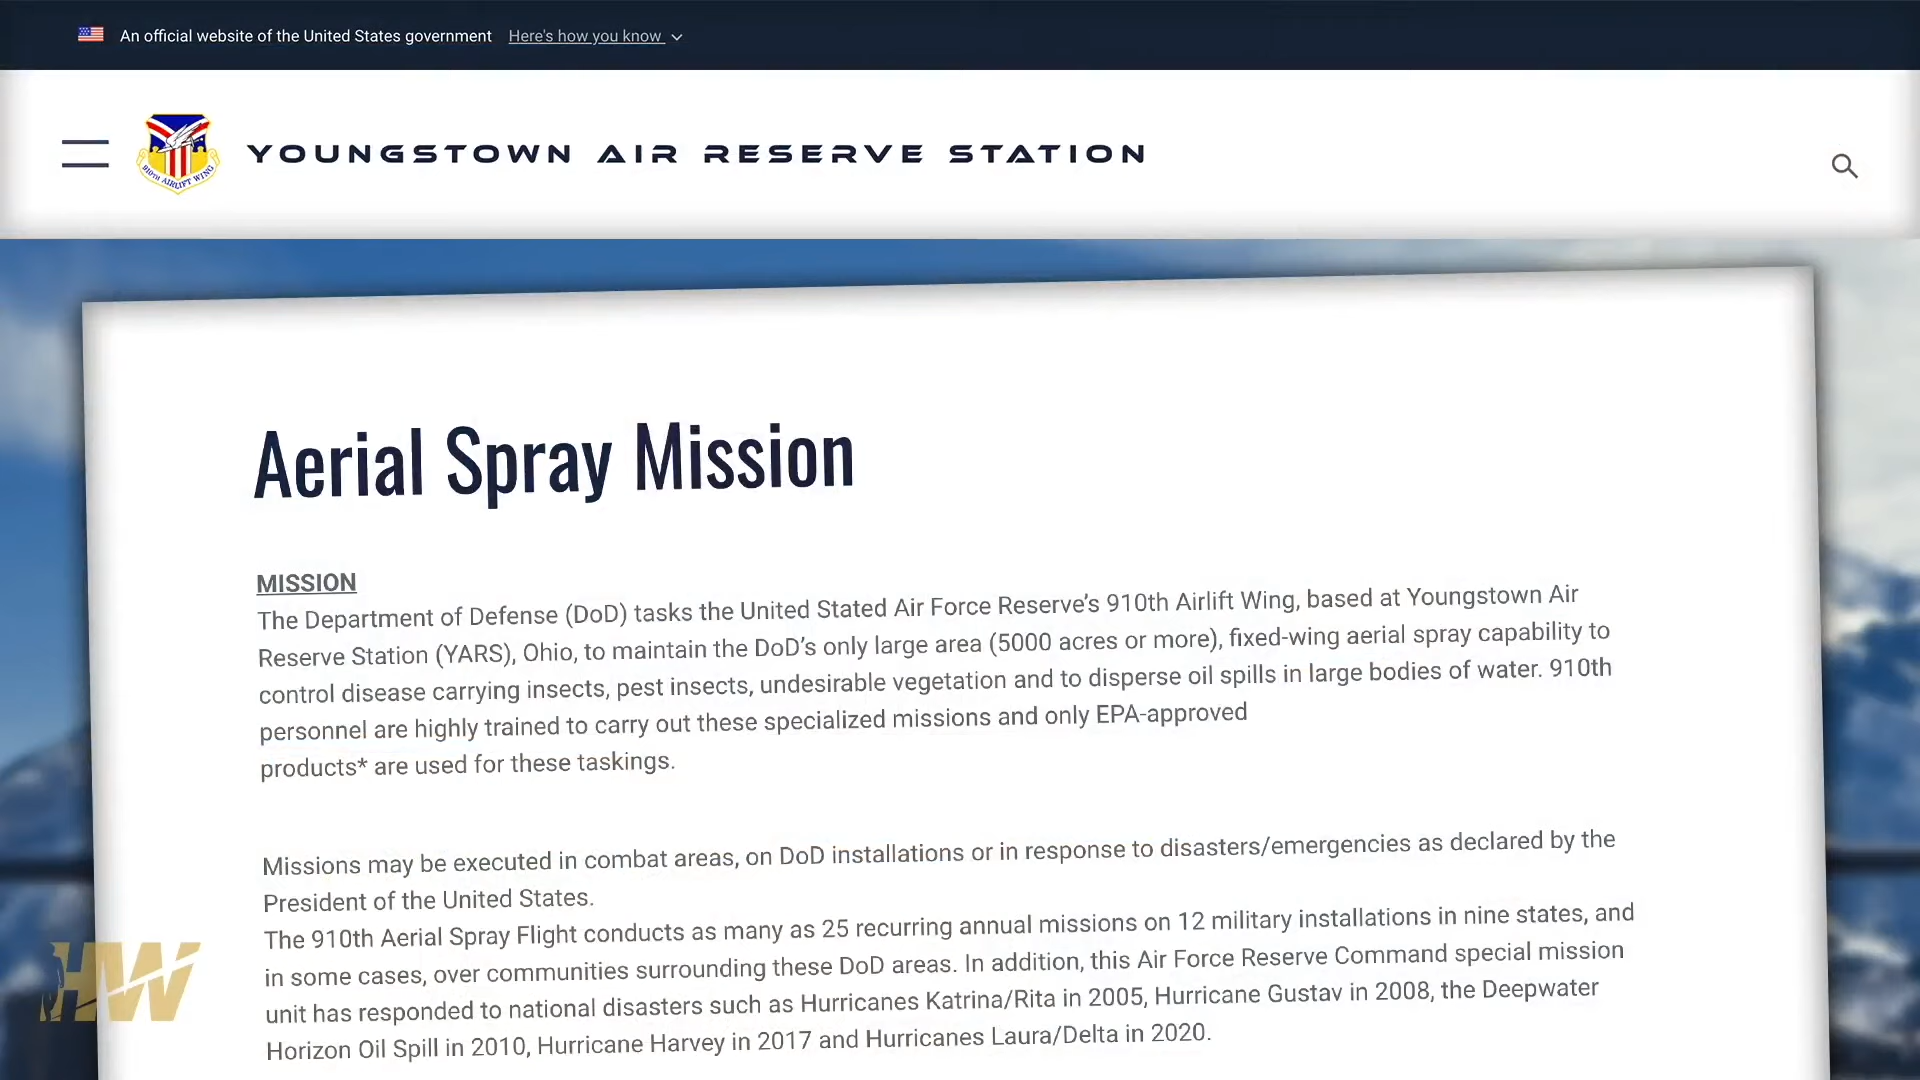 An official website of the United States government Here's how you know
910TH AIRLIFT WING
YOUNGSTOWN AIR RESERVE STATION
Aerial Spray Mission
MISSION
The Department of Defense (DoD) tasks the United Stated Air Force Reserve's 910th Airlift Wing, based at Youngstown Air
Reserve Station (YARS), Ohio, to maintain the DoD's only large area (5000 acres or more), fixed-wing aerial spray capability to
control disease carrying insects, pest insects, undesirable vegetation and to disperse oil spills in large bodies of water. 910th
personnel are highly trained to carry out these specialized missions and only EPA-approved
products* are used for these taskings.
Missions may be executed in combat areas, on DoD installations or in response to disasters/emergencies as declared by the
President of the United States.
The 910th Aerial Spray Flight conducts as many as 25 recurring annual missions on 12 military installations in nine states, and
in some cases, over communities surrounding these DoD areas. In addition, this Air Force Reserve Command special mission
unit has responded to national disasters such as Hurricanes Katrina/Rita in 2005, Hurricane Gustav in 2008, the Deepwater
Horizon Oil Spill in 2010, Hurricane Harvey in 2017 and Hurricanes Laura/Delta in 2020.
HW